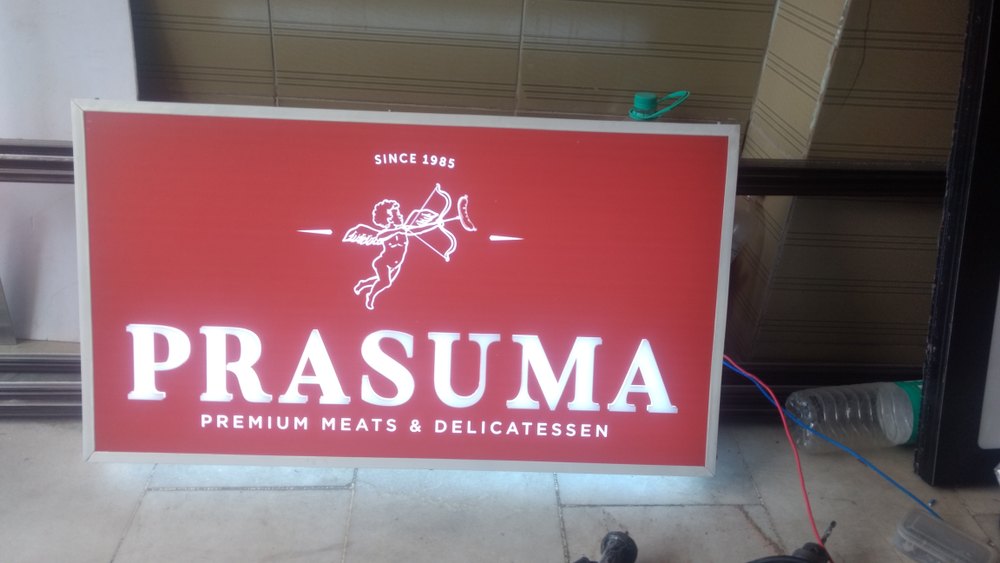 SINCE 1985
PRASUMA
PREMIUM MEATS & DELICATESSEN